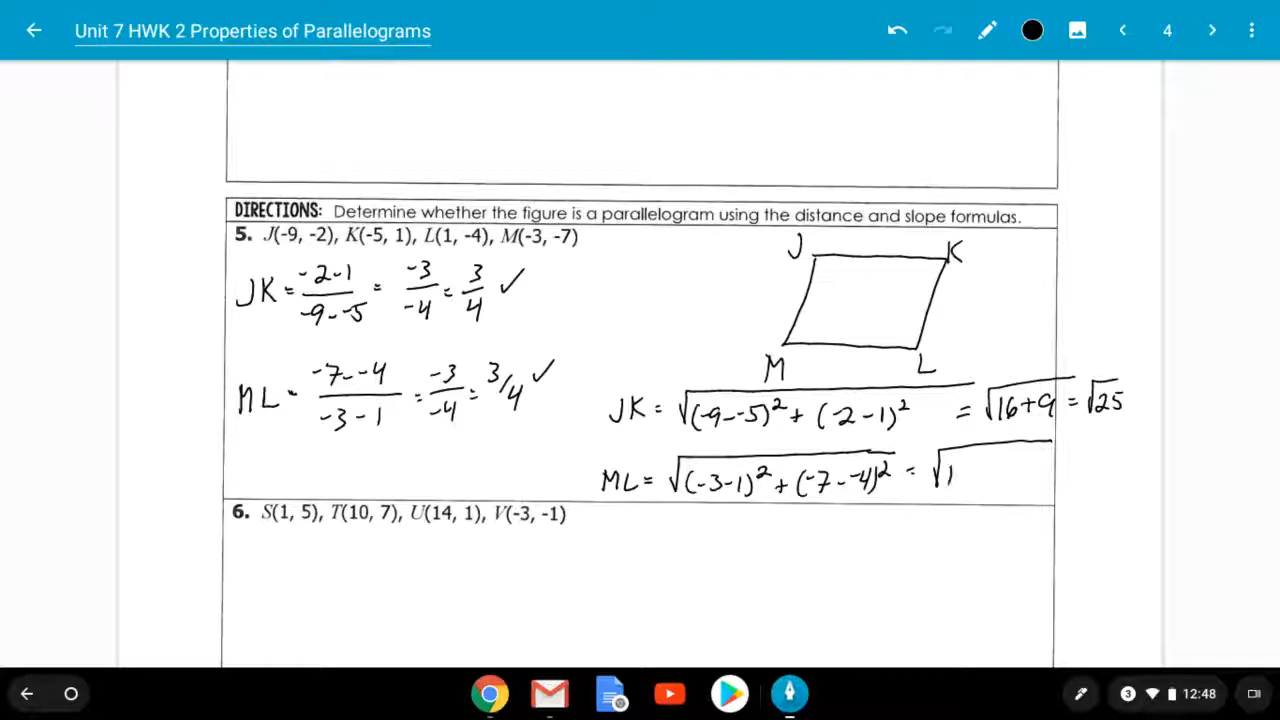 Unit 7 HWK 2 Properties of Parallelograms
4
DIRECTIONS: Determine whether the figure is a parallelogram using the distance and slope formulas.
5. J(-9, -2), K(-5, 1), L(1, -4), M(-3, -7)
J K
JK = -2-1/-9--5 = -3/-4 = 3/4 ✓
M L
ML = -7--4/-3-1 = -3/-4 = 3/4 ✓
JK = √(-9--5)² + (-2-1)² = √16+9 = √25
ML = √(-3-1)² + (-7--4)² = √1
6. S(1, 5), T(10, 7), U(14, 1), V(-3, -1)
3 12:48